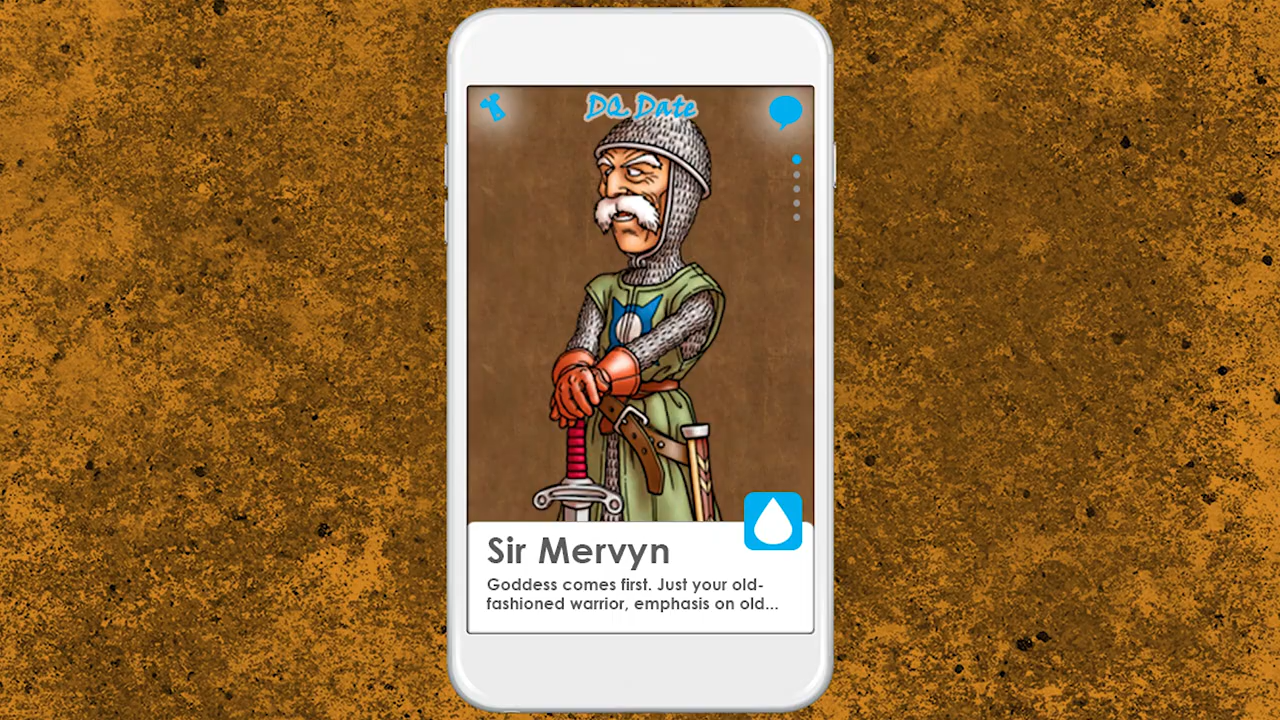 DQ Date
Sir Mervyn
Goddess comes first. Just your old-
fashioned warrior, emphasis on old...